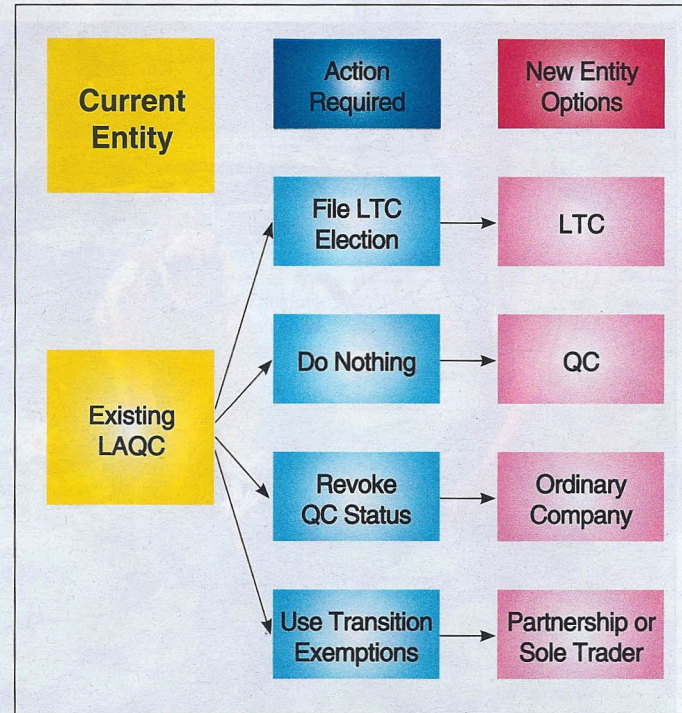 Current
Entity
Action
Required
New Entity
Options
File LTC
Election
LTC
Existing
LAQC
Do Nothing
QC
Revoke
QC Status
Ordinary
Company
Use Transition
Exemptions
Partnership or
Sole Trader